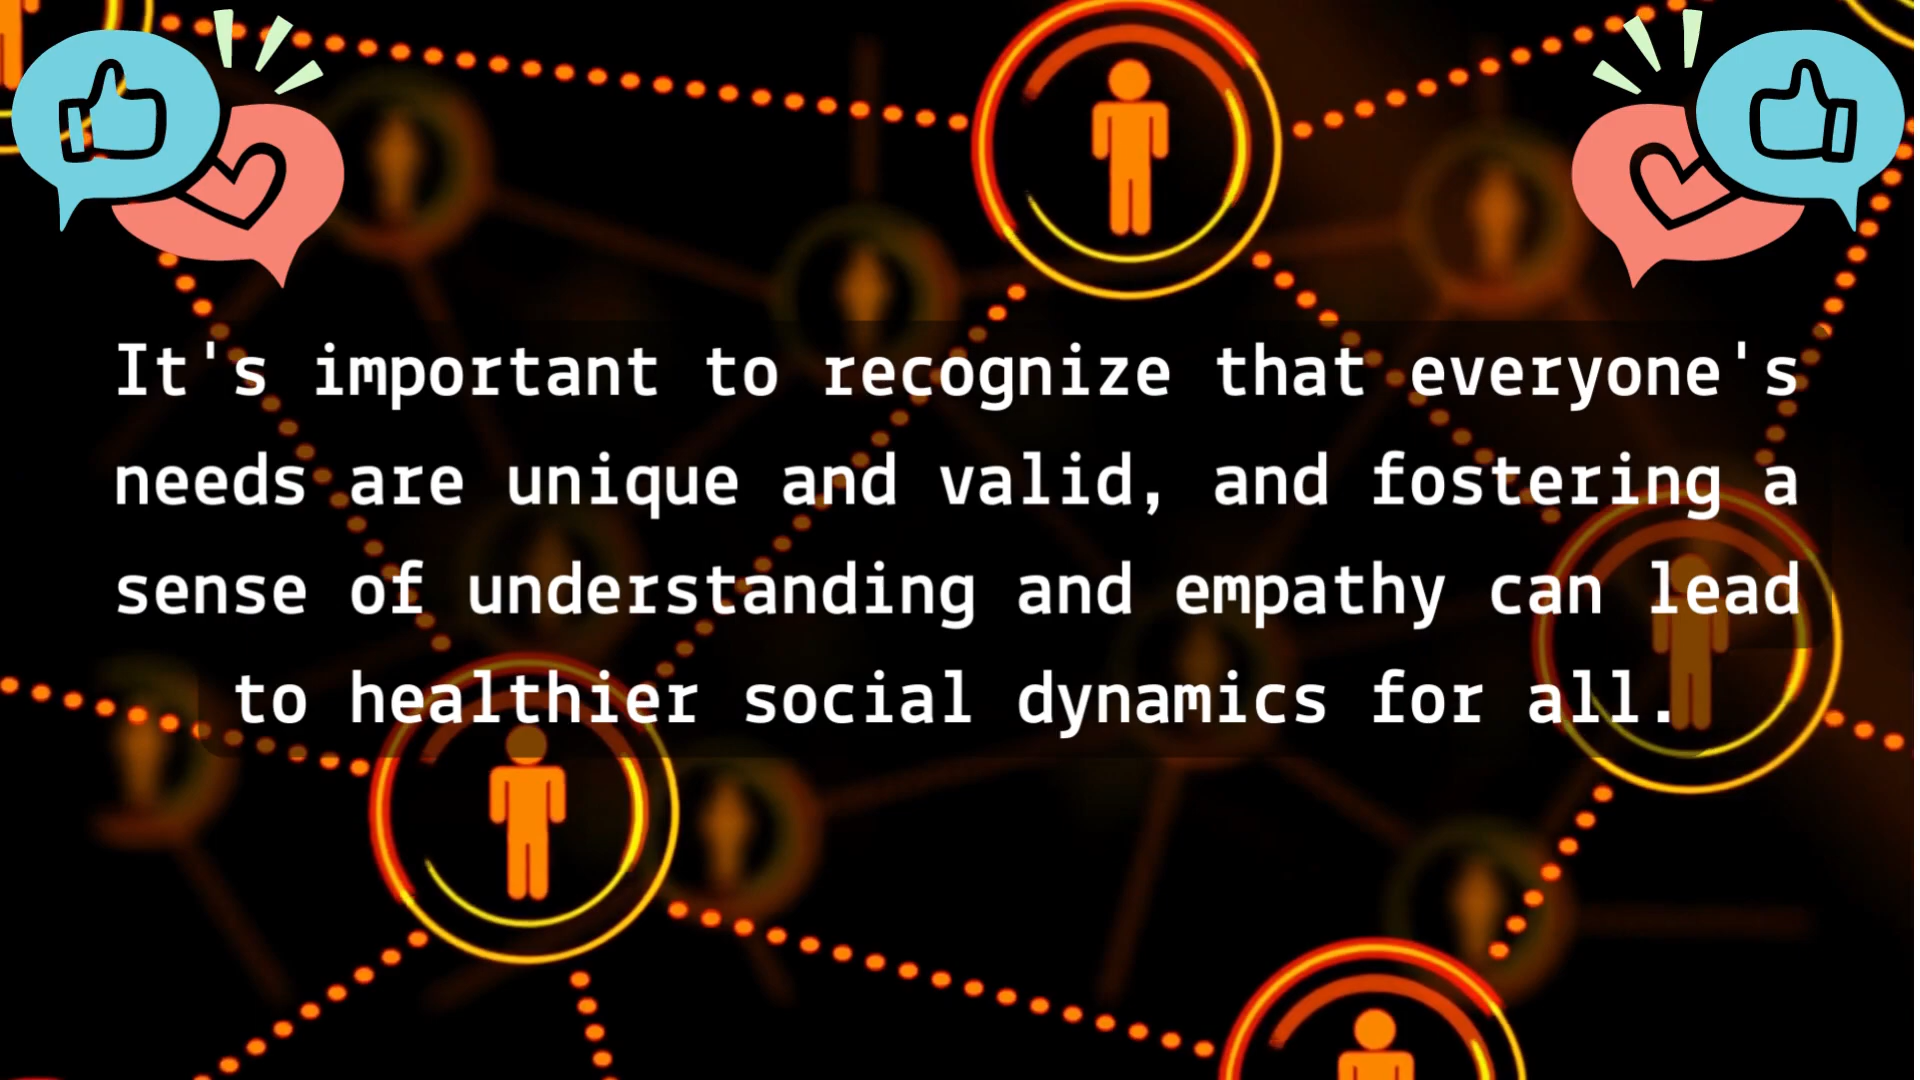 It's important to recognize that everyone's
needs are unique and valid, and fostering a
sense of understanding and empathy can lead
to healthier social dynamics for all.